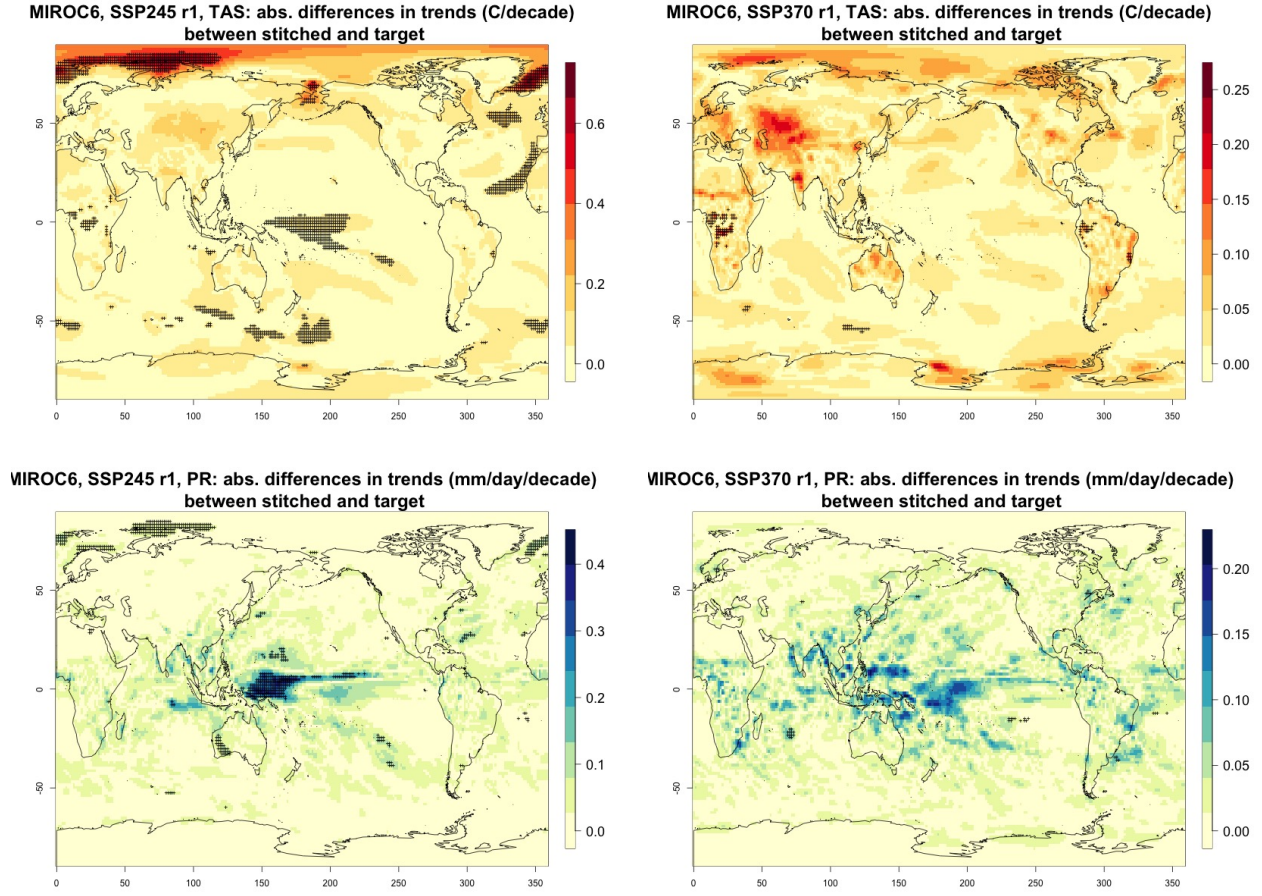 MIROC6, SSP245 r1, TAS: abs. differences in trends (C/decade)
between stitched and target
50
0
-50
0 50 100 150 200 250 300 350
0.6
0.4
0.2
0.0
MIROC6, SSP370 r1, TAS: abs. differences in trends (C/decade)
between stitched and target
50
0
-50
0 50 100 150 200 250 300 350
0.25
0.20
0.15
0.10
0.05
0.00
MIROC6, SSP245 r1, PR: abs. differences in trends (mm/day/decade)
between stitched and target
50
0
-50
0 50 100 150 200 250 300 350
0.4
0.3
0.2
0.1
0.0
MIROC6, SSP370 r1, PR: abs. differences in trends (mm/day/decade)
between stitched and target
50
0
-50
0 50 100 150 200 250 300 350
0.20
0.15
0.10
0.05
0.00